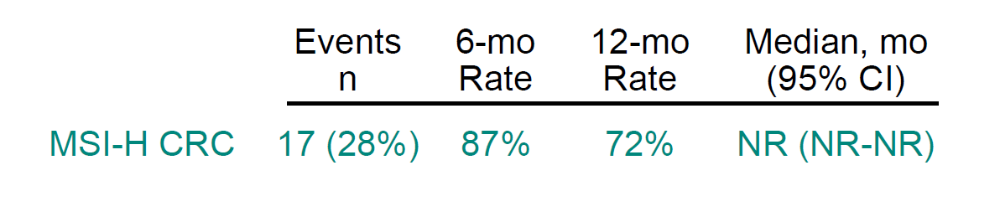 Events 6-mo 12-mo Median, mo
n Rate Rate (95% CI)
MSI-H CRC 17 (28%) 87% 72% NR (NR-NR)